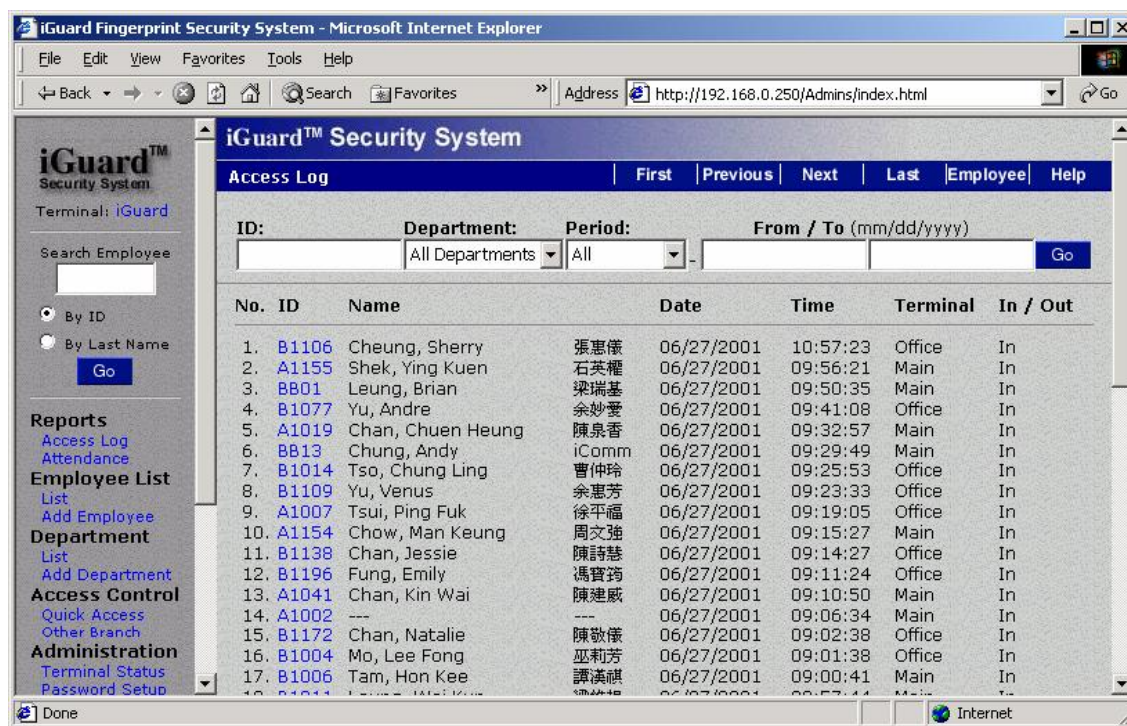 iGuard Fingerprint Security System - Microsoft Internet Explorer
File Edit View Favorites Tools Help
Back Search Favorites » Address http://192.168.0.250/Admins/index.html Go
iGuard™
Security System
Terminal: iGuard
Search Employee
By ID
By Last Name
Go
Reports
Access Log
Attendance
Employee List
List
Add Employee
Department
List
Add Department
Access Control
Quick Access
Other Branch
Administration
Terminal Status
Password Setup
iGuard™ Security System
Access Log First Previous Next Last Employee Help
ID: Department: Period: From / To (mm/dd/yyyy)
All Departments All - Go
No. ID Name Date Time Terminal In / Out
1. B1106 Cheung, Sherry 張惠儀 06/27/2001 10:57:23 Office In
2. A1155 Shek, Ying Kuen 石英權 06/27/2001 09:56:21 Main In
3. BB01 Leung, Brian 梁瑞基 06/27/2001 09:50:35 Main In
4. B1077 Yu, Andre 余妙愛 06/27/2001 09:41:08 Office In
5. A1019 Chan, Chuen Heung 陳泉香 06/27/2001 09:32:57 Main In
6. BB13 Chung, Andy iComm 06/27/2001 09:29:49 Main In
7. B1014 Tso, Chung Ling 曹仲玲 06/27/2001 09:25:53 Office In
8. B1109 Yu, Venus 余惠芳 06/27/2001 09:23:33 Office In
9. A1007 Tsui, Ping Fuk 徐平福 06/27/2001 09:19:05 Office In
10. A1154 Chow, Man Keung 周文強 06/27/2001 09:15:27 Main In
11. B1138 Chan, Jessie 陳詩慧 06/27/2001 09:14:27 Office In
12. B1196 Fung, Emily 馮寶筠 06/27/2001 09:11:24 Office In
13. A1041 Chan, Kin Wai 陳建威 06/27/2001 09:10:50 Main In
14. A1002 --- --- 06/27/2001 09:06:34 Main In
15. B1172 Chan, Natalie 陳敬儀 06/27/2001 09:02:38 Office In
16. B1004 Mo, Lee Fong 巫莉芳 06/27/2001 09:01:38 Office In
17. B1006 Tam, Hon Kee 譚漢祺 06/27/2001 09:00:41 Main In
Done Internet